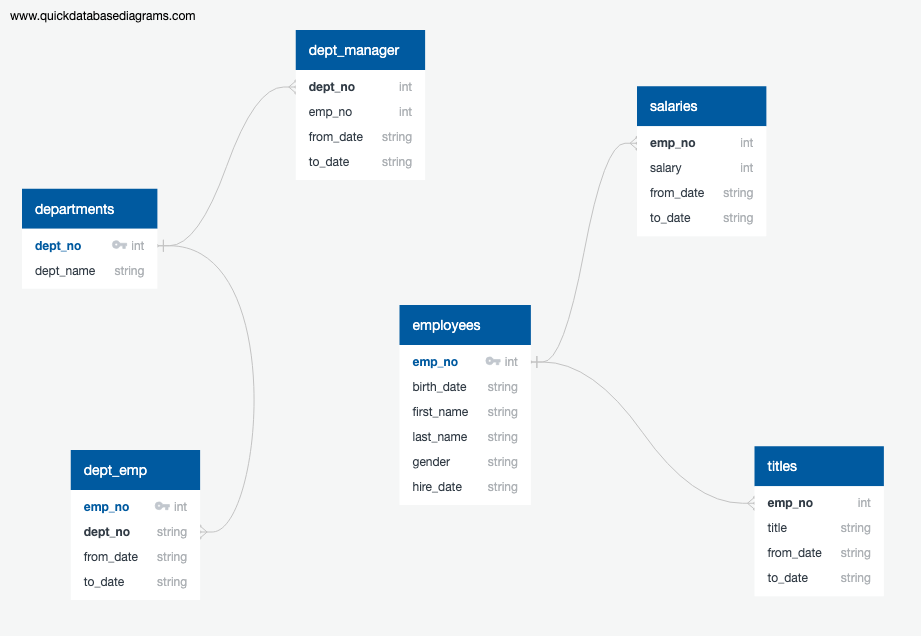 www.quickdatabasediagrams.com
dept_manager
dept_no int
emp_no int
from_date string
to_date string
salaries
emp_no int
salary int
from_date string
to_date string
departments
dept_no int
dept_name string
employees
emp_no int
birth_date string
first_name string
last_name string
gender string
hire_date string
dept_emp
emp_no int
dept_no string
from_date string
to_date string
titles
emp_no int
title string
from_date string
to_date string